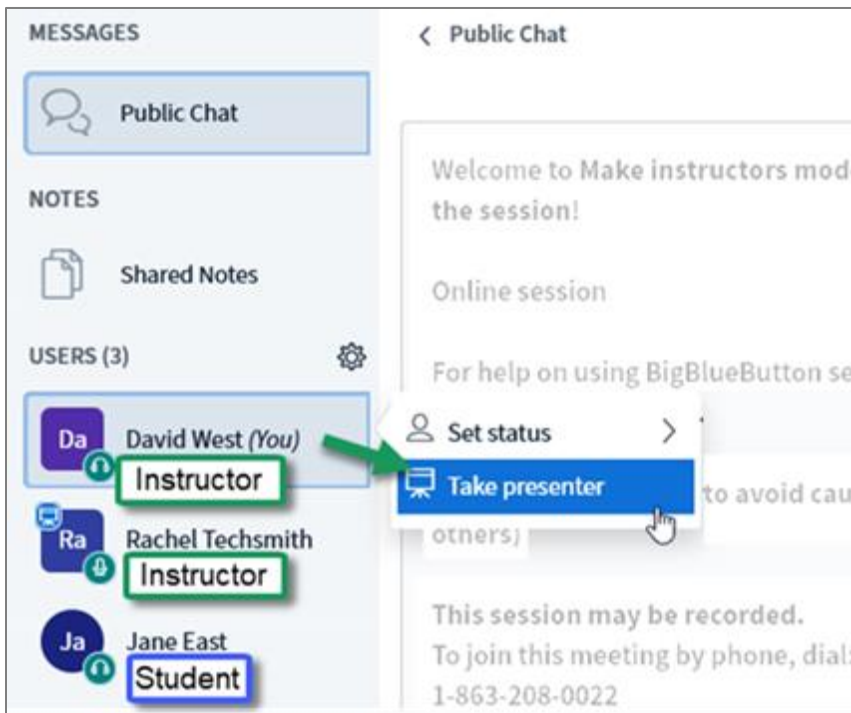 MESSAGES
Public Chat
NOTES
Shared Notes
USERS (3)
Da
David West (You)
Instructor
Ra
Rachel Techsmith
Instructor
Ja
Jane East
Student
Public Chat
Welcome to Make instructors mod
the session!
Online session
For help on using BigBlueButton se
Set status
Take presenter
to avoid cau
others)
This session may be recorded.
To join this meeting by phone, dial:
1-863-208-0022